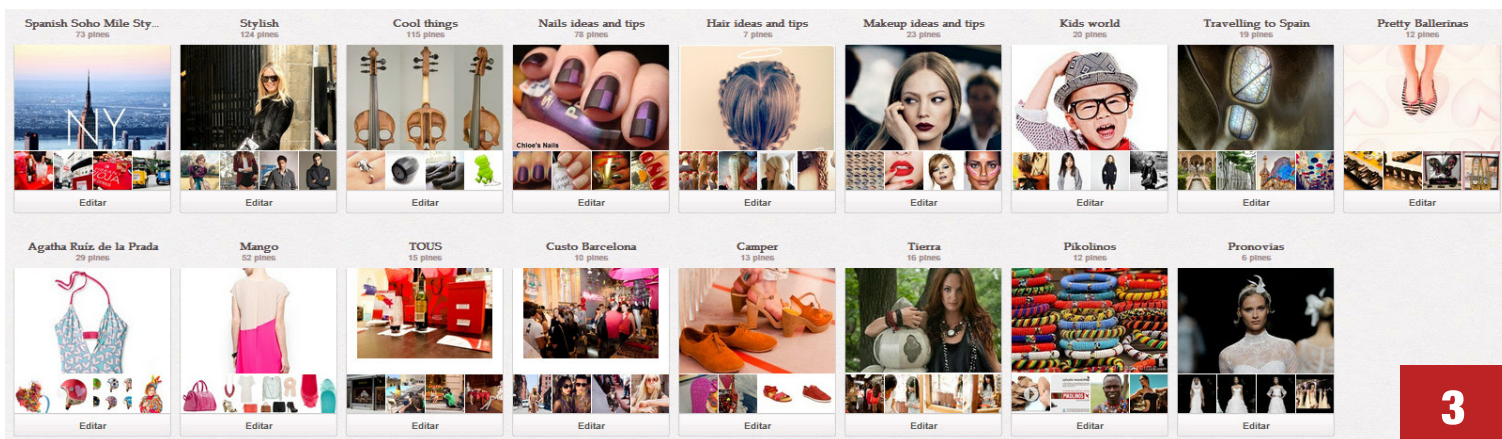 Spanish Soho Mile Sty...
73 pines
Stylish
124 pines
Cool things
115 pines
Nails ideas and tips
78 pines
Hair ideas and tips
7 pines
Makeup ideas and tips
23 pines
Kids world
20 pines
Travelling to Spain
19 pines
Pretty Ballerinas
12 pines
NY
Chloe's Nails
Editar
Editar
Editar
Editar
Editar
Editar
Editar
Editar
Editar
Agatha Ruíz de la Prada
29 pines
Mango
52 pines
TOUS
15 pines
Custo Barcelona
10 pines
Camper
13 pines
Tierra
16 pines
Pikolinos
12 pines
Pronovias
6 pines
PIKOLINOS
Editar
Editar
Editar
Editar
Editar
Editar
Editar
Editar
3